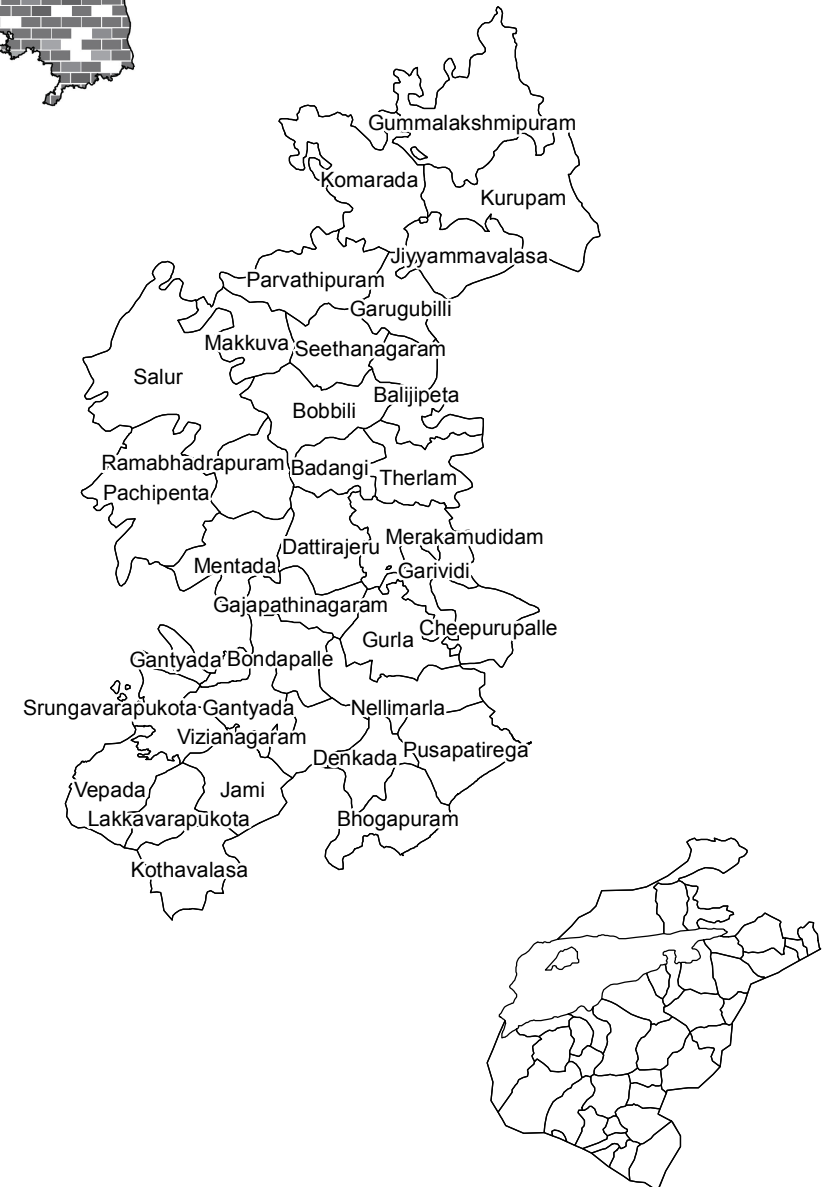 Gummalakshmipuram
Komarada
Kurupam
Jiyyammavalasa
Parvathipuram
Garugubilli
Makkuva
Seethanagaram
Salur
Balijipeta
Bobbili
Ramabhadrapuram
Badangi
Therlam
Pachipenta
Merakamudidam
Dattirajeru
Mentada
Garividi
Gajapathinagaram
Cheepurupalle
Gurla
Gantyada
Bondapalle
Srungavarapukota
Gantyada
Nellimarla
Vizianagaram
Denkada
Pusapatirega
Vepada
Jami
Lakkavarapukota
Bhogapuram
Kothavalasa